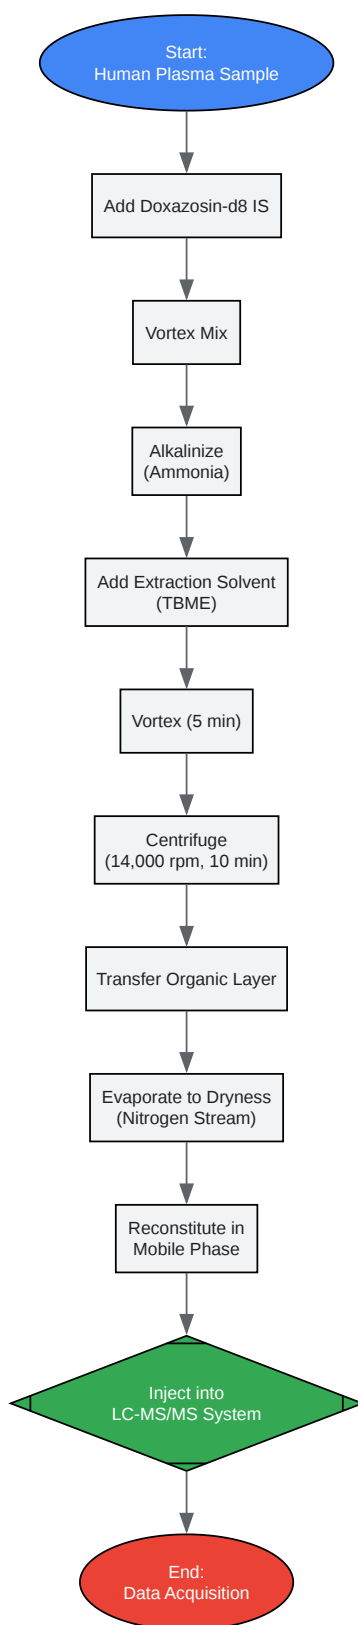 Start:
Human Plasma Sample
Add Doxazosin-d8 IS
Vortex Mix
Alkalinize
(Ammonia)
Add Extraction Solvent
(TBME)
Vortex (5 min)
Centrifuge
(14,000 rpm, 10 min)
Transfer Organic Layer
Evaporate to Dryness
(Nitrogen Stream)
Reconstitute in
Mobile Phase
Inject into
LC-MS/MS System
End:
Data Acquisition